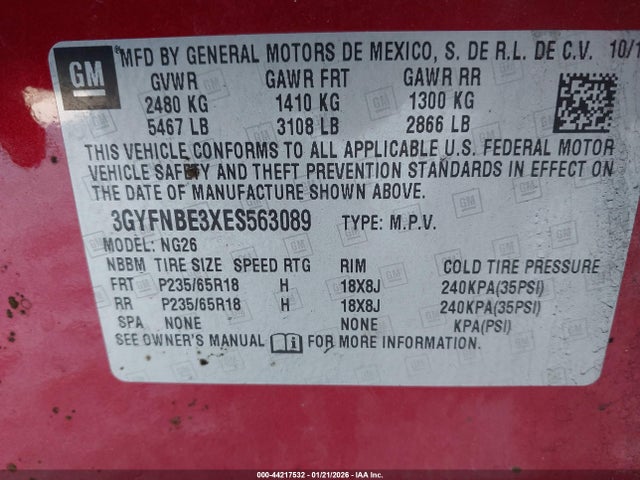 GM
MFD BY GENERAL MOTORS DE MEXICO, S. DE R.L. DE C.V. 10/1
GVWR GAWR FRT GAWR RR
2480 KG 1410 KG 1300 KG
5467 LB 3108 LB 2866 LB
THIS VEHICLE CONFORMS TO ALL APPLICABLE U.S. FEDERAL MOTOR
VEHICLE SAFETY AND THEFT PREVENTION STANDARDS IN EFFECT ON
THE DATE OF MANUFACTURE SHOWN ABOVE.
3GYFNBE3XES563089 TYPE: M.P.V.
MODEL: NG26
NBBM TIRE SIZE SPEED RTG RIM COLD TIRE PRESSURE
FRT P235/65R18 H 18X8J 240KPA(35PSI)
RR P235/65R18 H 18X8J 240KPA(35PSI)
SPA NONE NONE KPA(PSI)
SEE OWNER'S MANUAL FOR MORE INFORMATION.
000-44217532 - 01/21/2026 - IAA Inc.